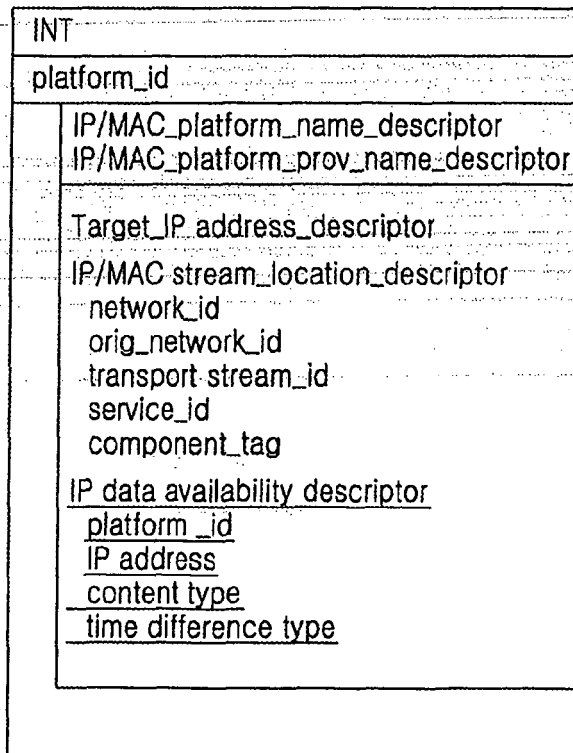 INT
platform_id
IP/MAC_platform_name_descriptor
IP/MAC_platform_prov_name_descriptor
Target_IP address_descriptor
IP/MAC stream_location_descriptor
network_id
orig_network_id
transport stream_id
service_id
component_tag
IP data availability descriptor
platform _id
IP address
content type
time difference type